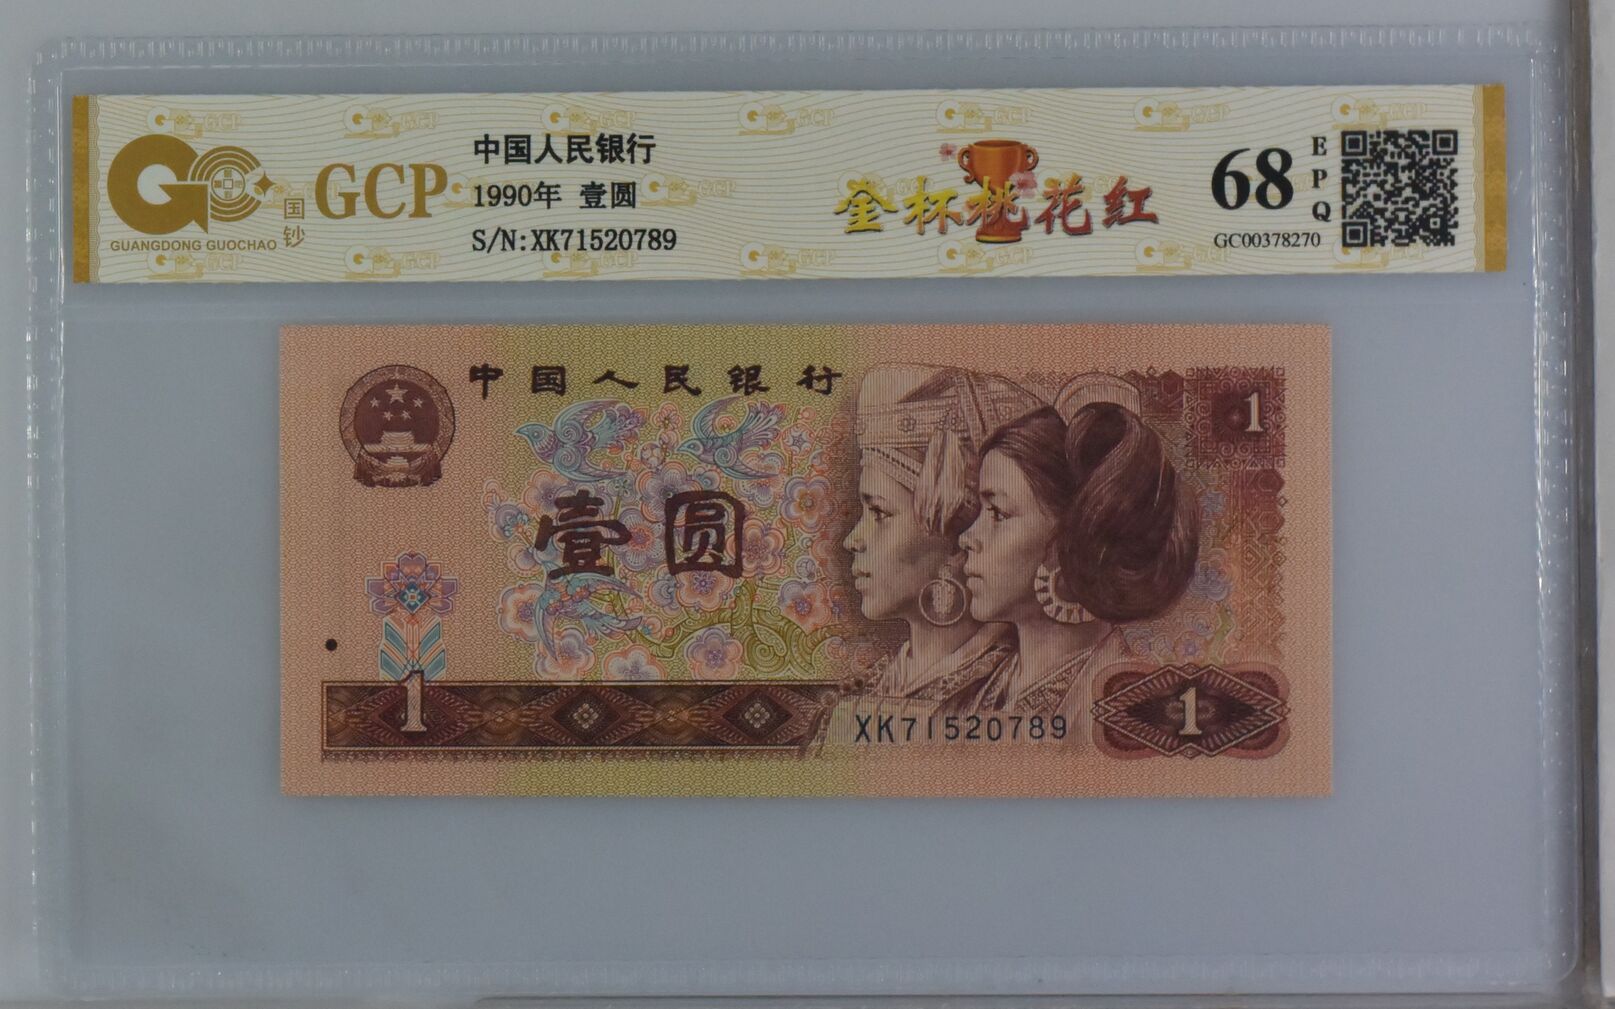 GCP
国钞
GUANGDONG GUOCHAO
中国人民银行
1990年 壹圆
S/N:XK71520789
金杯桃花红
68
EPQ
GC00378270
中国人民银行
1
壹圆
1
XK71520789
1